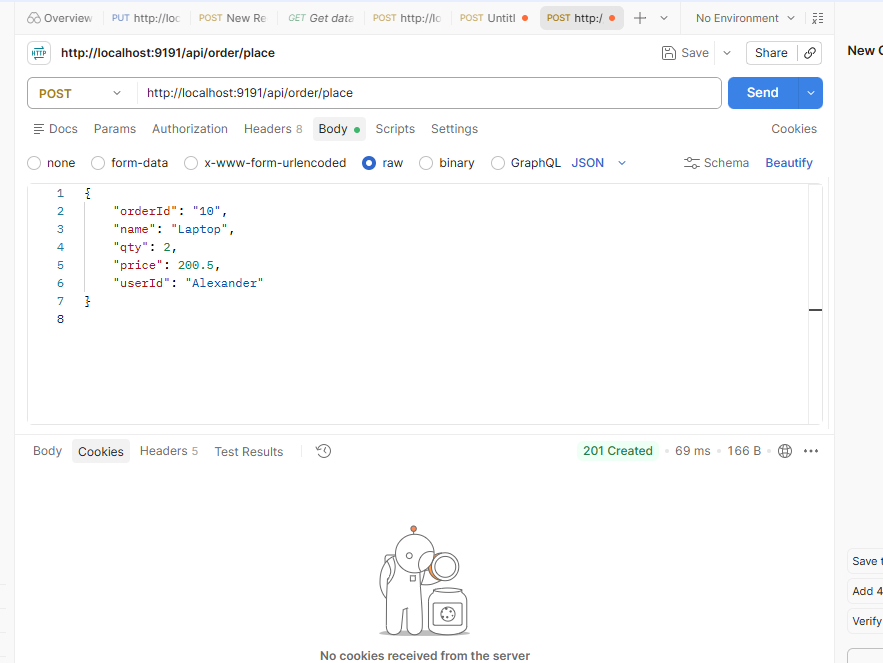 Overview PUT http://loc POST New Re GET Get data POST http://lo POST Untitl POST http:/ No Environment
HTTP http://localhost:9191/api/order/place Save Share New
POST http://localhost:9191/api/order/place Send
Docs Params Authorization Headers 8 Body Scripts Settings Cookies
none form-data x-www-form-urlencoded raw binary GraphQL JSON Schema Beautify
1 {
2 "orderId": "10",
3 "name": "Laptop",
4 "qty": 2,
5 "price": 200.5,
6 "userId": "Alexander"
7 }
8
Body Cookies Headers 5 Test Results 201 Created 69 ms 166 B
Save t
Add 4
Verify
No cookies received from the server